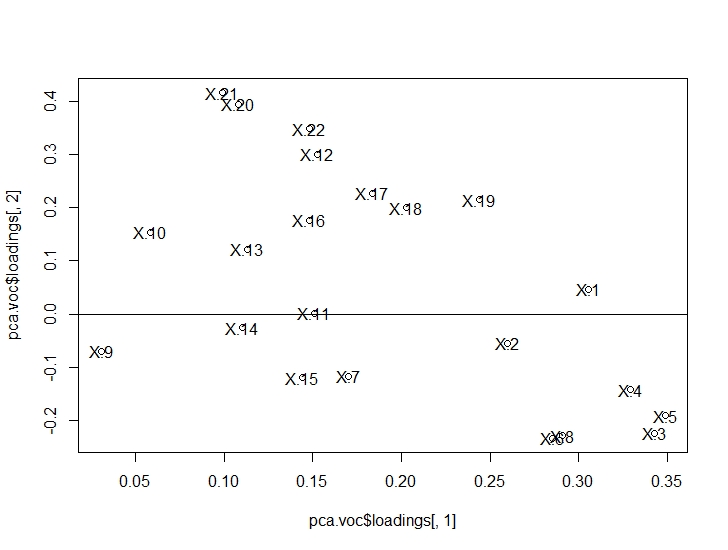 X.21
X.20
X.22
X.12
X.17
X.19
X.18
X.16
X.10
X.13
X.1
X.11
X.14
X.2
X.9
X.15
X.7
X.4
X.5
X.3
X.6
X.8
0.4
0.3
0.2
0.1
0.0
-0.1
-0.2
pca.voc$loadings[, 2]
0.05 0.10 0.15 0.20 0.25 0.30 0.35
pca.voc$loadings[, 1]